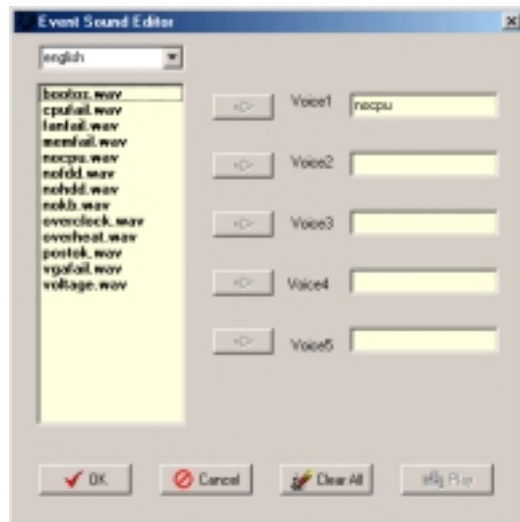 Event Sound Editor
english
bootos.wav
cpufail.wav
fanfail.wav
memfail.wav
nocpu.wav
nofdd.wav
nohdd.wav
nokb.wav
overclock.wav
overheat.wav
postok.wav
vgafail.wav
voltage.wav
Voice1 nocpu
Voice2
Voice3
Voice4
Voice5
OK Cancel Clear All Play